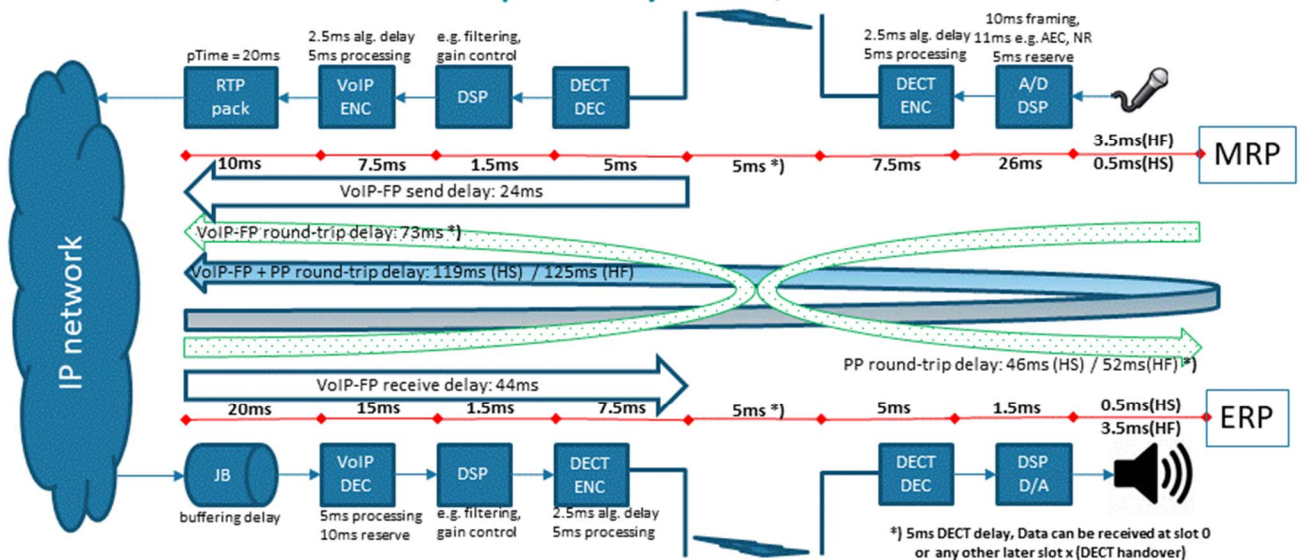 10ms framing,
2.5ms alg. delay
e.g. filtering,
2.5ms alg. delay
11ms e.g. AEC, NR
pTime = 20ms
5ms processing
gain control
5ms processing
5ms reserve
RTP
pack
VoIP
ENC
DSP
DECT
DEC
DECT
ENC
A/D
DSP
3.5ms(HF)
MRP
10ms
7.5ms
1.5ms
5ms
5ms *)
7.5ms
26ms
0.5ms(HS)
VoIP-FP send delay: 24ms
VoIP-FP round-trip delay: 73ms *)
VoIP-FP + PP round-trip delay: 119ms (HS) / 125ms (HF)
IP network
PP round-trip delay: 46ms (HS) / 52ms(HF) *)
VoIP-FP receive delay: 44ms
20ms
15ms
1.5ms
7.5ms
5ms *)
5ms
1.5ms
0.5ms(HS)
ERP
3.5ms(HF)
JB
VoIP
DEC
DSP
DECT
ENC
DECT
DEC
DSP
D/A
buffering delay
5ms processing
10ms reserve
e.g. filtering,
gain control
2.5ms alg. delay
5ms processing
*) 5ms DECT delay, Data can be received at slot 0
or any other later slot x (DECT handover)